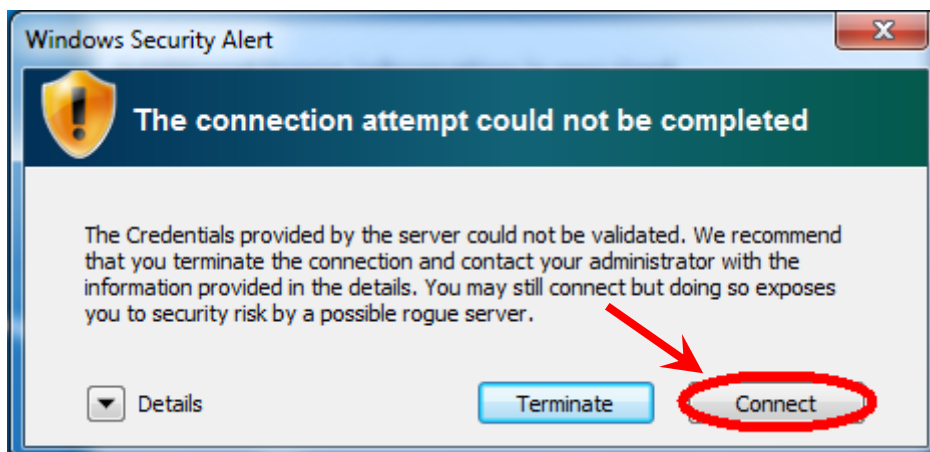 Windows Security Alert
The connection attempt could not be completed
The Credentials provided by the server could not be validated. We recommend
that you terminate the connection and contact your administrator with the
information provided in the details. You may still connect but doing so exposes
you to security risk by a possible rogue server.
Details
Terminate
Connect